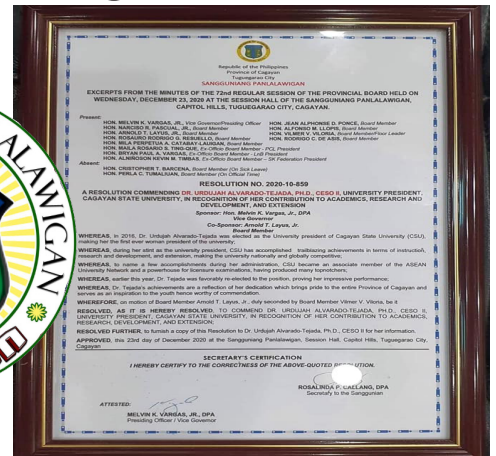 ALAWIGAN
Republic of the Philippines
Province of Cagayan
Tuguegarao City
SANGGUNIANG PANLALAWIGAN
EXCERPTS FROM THE MINUTES OF THE 72nd REGULAR SESSION OF THE PROVINCIAL BOARD HELD ON
WEDNESDAY, DECEMBER 23, 2020 AT THE SESSION HALL OF THE SANGGUNIANG PANLALAWIGAN,
CAPITOL HILLS, TUGUEGARAO CITY, CAGAYAN.
Present:
HON. MELVIN K. VARGAS, JR., Vice Governor/Presiding Officer HON. JEAN ALPHONSE D. PONCE, Board Member
HON. NARCISO R. PASCUAL, JR., Board Member HON. ALFONSO M. LLOPIS, Board Member
HON. ARNOLD T. LAYUS, JR., Board Member HON. VILMER V. VILORIA, Board Member/Floor Leader
HON. ROSAURO RODRIGO G. RESUELLO, Board Member HON. RODRIGO C. DE ASIS, Board Member
HON. MILA PERPETUA A. CATABAY-LAUIGAN, Board Member
HON. MAILA ROSARIO S. TING-QUE, Ex-Officio Board Member - PCL President
HON. BRYAN PAUL A. VARGAS, Ex-Officio Board Member - LnB President
HON. KEVIN M. TIMBAS, Ex-Officio Board Member – SK Federation President
Absent:
HON. CRISTOPHER T. BARCENA, Board Member (On Sick Leave)
HON. PERLA C. TUMALIUAN, Board Member (On Official Time)
RESOLUTION NO. 2020-10-859
A RESOLUTION COMMENDING DR. URDUJAH ALVARADO-TEJADA, PH.D., CESO II, UNIVERSITY PRESIDENT,
CAGAYAN STATE UNIVERSITY, IN RECOGNITION OF HER CONTRIBUTION TO ACADEMICS, RESEARCH AND
DEVELOPMENT, AND EXTENSION
Sponsor: Hon. Melvin K. Vargas, Jr., DPA
Vice Governor
Co-Sponsor: Arnold T. Layus, Jr.
Board Member
WHEREAS, in 2016, Dr. Urdujah Alvarado-Tejada was elected as the University president of Cagayan State University (CSU),
making her the first ever woman president of the university;
WHEREAS, during her stint as the university president, CSU has accomplished trailblazing achievements in terms of instruction,
research and development, and extension, making the university nationally and globally competitive;
WHEREAS, to name a few accomplishments during her administration, CSU became an associate member of the ASEAN
University Network and a powerhouse for licensure examinations, having produced many topnotchers;
WHEREAS, earlier this year, Dr. Tejada was favorably re-elected to the position, proving her impressive performance;
WHEREAS, Dr. Tejada's achievements are a reflection of her dedication which brings pride to the entire Province of Cagayan and
serves as an inspiration to the youth hence worthy of commendation.
WHEREFORE, on motion of Board Member Arnold T. Layus, Jr., duly seconded by Board Member Vilmer V. Viloria, be it
RESOLVED, AS IT IS HEREBY RESOLVED, TO COMMEND DR. URDUJAH ALVARADO-TEJADA, PH.D., CESO II,
UNIVERSITY PRESIDENT, CAGAYAN STATE UNIVERSITY, IN RECOGNITION OF HER CONTRIBUTION TO ACADEMICS,
RESEARCH, DEVELOPMENT, AND EXTENSION;
RESOLVED FURTHER, to furnish a copy of this Resolution to Dr. Urdujah Alvarado-Tejada, Ph.D., CESO II for her information.
APPROVED, this 23rd day of December 2020 at the Sangguniang Panlalawigan, Session Hall, Capitol Hills, Tuguegarao City,
Cagayan
SECRETARY'S CERTIFICATION
I HEREBY CERTIFY TO THE CORRECTNESS OF THE ABOVE-QUOTED RESOLUTION.
ROSALINDA P. CALLANG, DPA
Secretary to the Sanggunian
ATTESTED:
MELVIN K. VARGAS, JR., DPA
Presiding Officer / Vice Governor